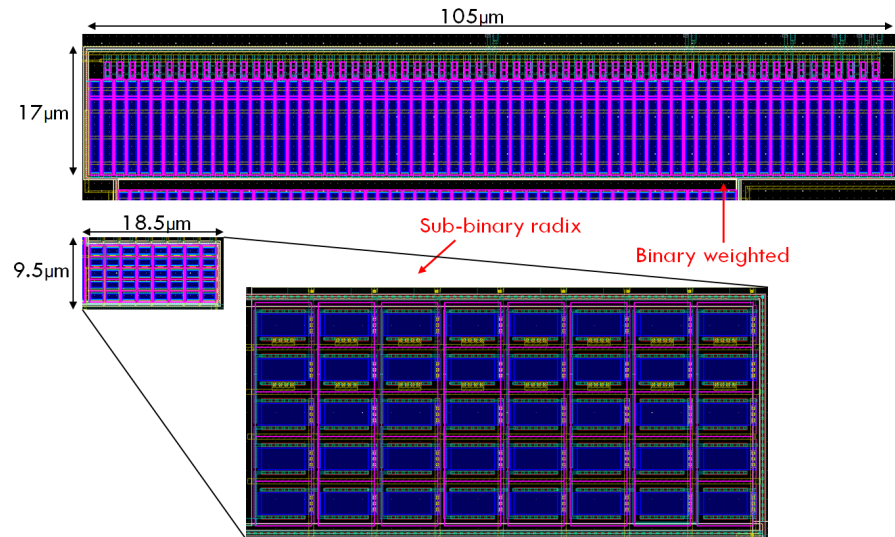 105µm
17µm
18.5µm
Sub-binary radix
9.5µm
Binary weighted